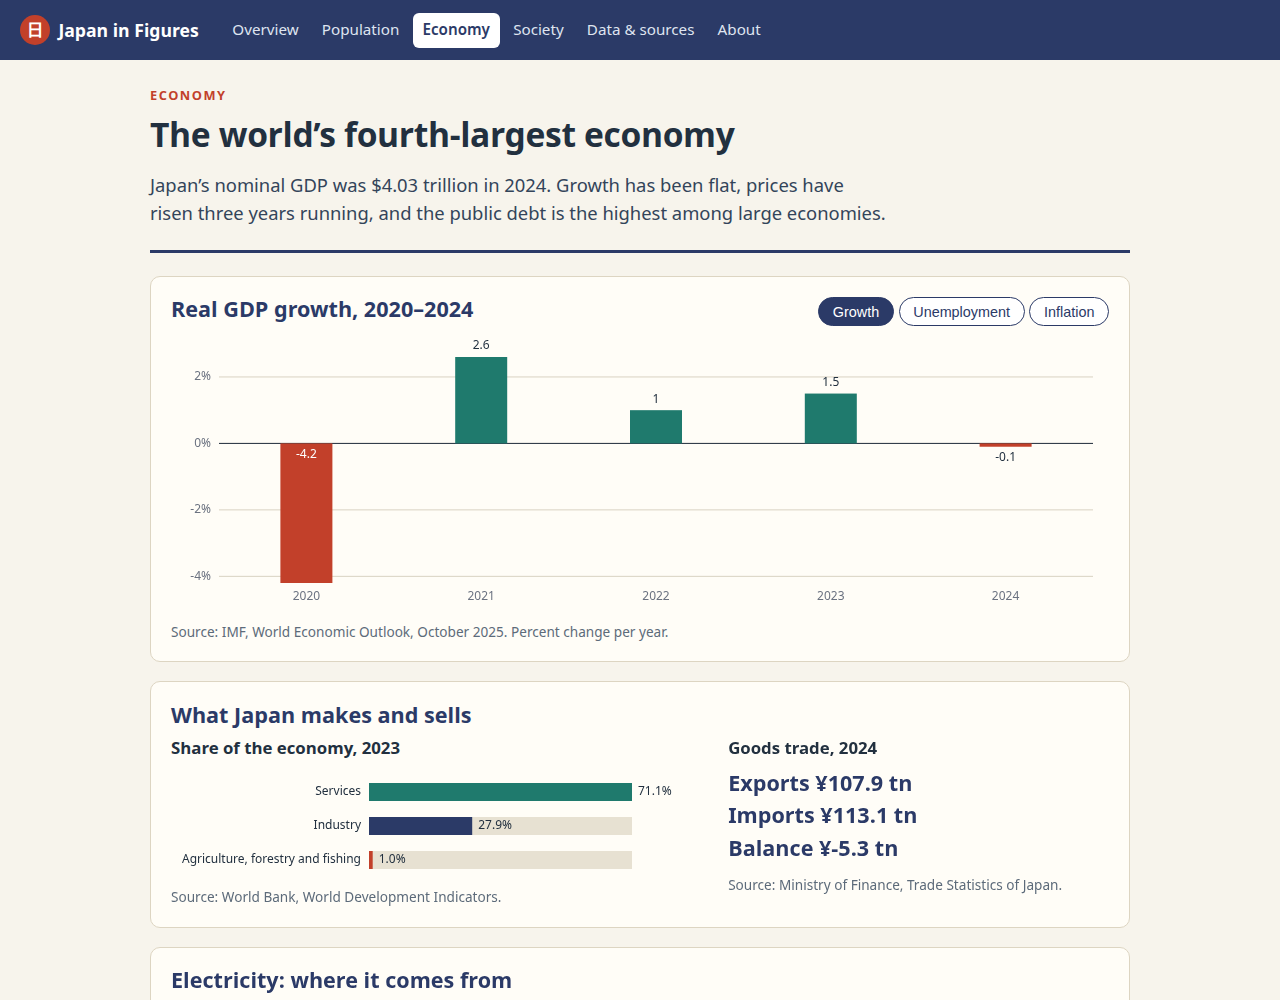 日 Japan in Figures Overview Population Economy Society Data & sources About
ECONOMY
The world’s fourth-largest economy
Japan’s nominal GDP was $4.03 trillion in 2024. Growth has been flat, prices have
risen three years running, and the public debt is the highest among large economies.
Real GDP growth, 2020–2024
Growth Unemployment Inflation
2.6
2%
1.5
1
0%
-4.2
-0.1
-2%
-4%
2020 2021 2022 2023 2024
Source: IMF, World Economic Outlook, October 2025. Percent change per year.
What Japan makes and sells
Share of the economy, 2023
Services 71.1%
Industry 27.9%
Agriculture, forestry and fishing 1.0%
Source: World Bank, World Development Indicators.
Goods trade, 2024
Exports ¥107.9 tn
Imports ¥113.1 tn
Balance ¥-5.3 tn
Source: Ministry of Finance, Trade Statistics of Japan.
Electricity: where it comes from